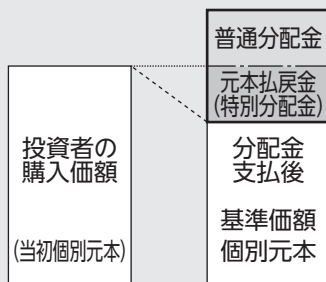 普通分配金
元本払戻金
(特別分配金)
投資者の
購入価額
(当初個別元本)
分配金
支払後
基準価額
個別元本